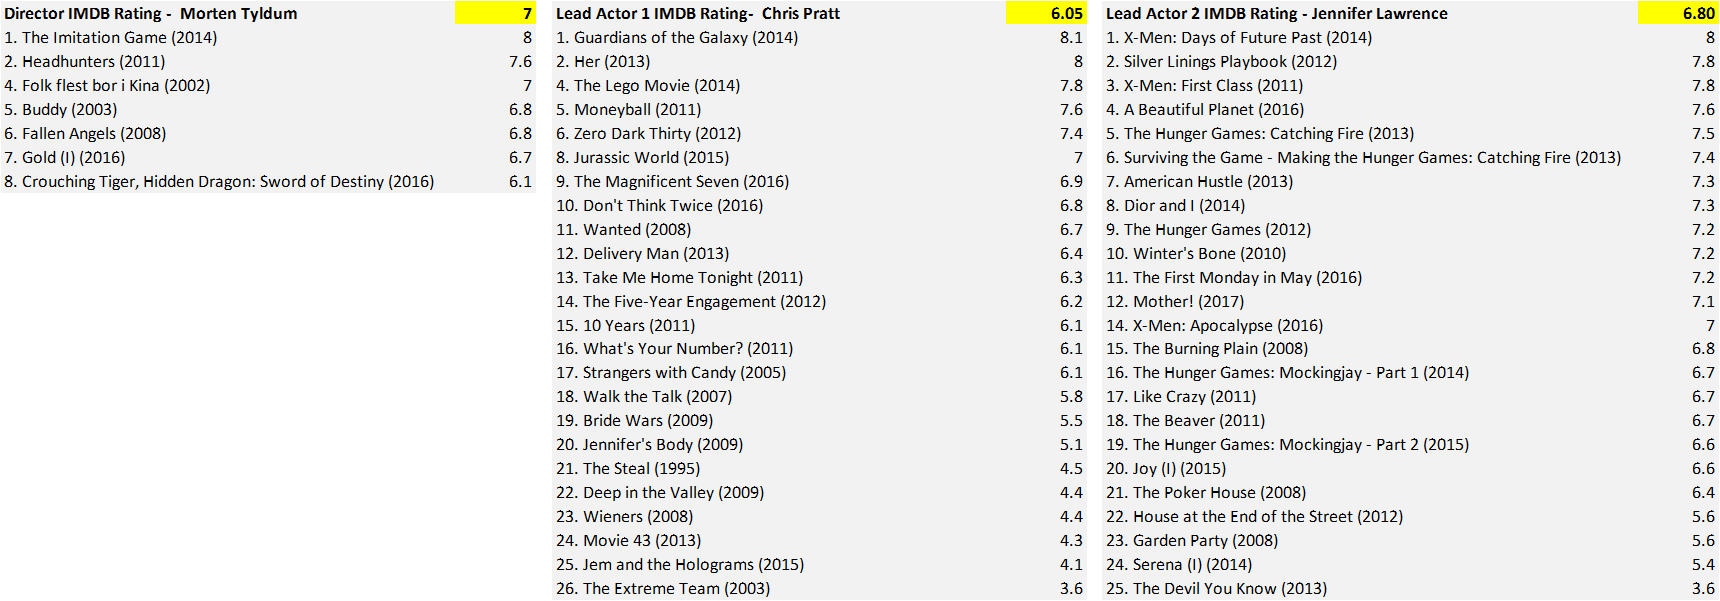 Director IMDB Rating -  Morten Tyldum 7
1. The Imitation Game (2014) 8
2. Headhunters (2011) 7.6
4. Folk flest bor i Kina (2002) 7
5. Buddy (2003) 6.8
6. Fallen Angels (2008) 6.8
7. Gold (I) (2016) 6.7
8. Crouching Tiger, Hidden Dragon: Sword of Destiny (2016) 6.1
Lead Actor 1 IMDB Rating-  Chris Pratt 6.05
1. Guardians of the Galaxy (2014) 8.1
2. Her (2013) 8
4. The Lego Movie (2014) 7.8
5. Moneyball (2011) 7.6
6. Zero Dark Thirty (2012) 7.4
8. Jurassic World (2015) 7
9. The Magnificent Seven (2016) 6.9
10. Don't Think Twice (2016) 6.8
11. Wanted (2008) 6.7
12. Delivery Man (2013) 6.4
13. Take Me Home Tonight (2011) 6.3
14. The Five-Year Engagement (2012) 6.2
15. 10 Years (2011) 6.1
16. What's Your Number? (2011) 6.1
17. Strangers with Candy (2005) 6.1
18. Walk the Talk (2007) 5.8
19. Bride Wars (2009) 5.5
20. Jennifer's Body (2009) 5.1
21. The Steal (1995) 4.5
22. Deep in the Valley (2009) 4.4
23. Wieners (2008) 4.4
24. Movie 43 (2013) 4.3
25. Jem and the Holograms (2015) 4.1
26. The Extreme Team (2003) 3.6
Lead Actor 2 IMDB Rating - Jennifer Lawrence 6.80
1. X-Men: Days of Future Past (2014) 8
2. Silver Linings Playbook (2012) 7.8
3. X-Men: First Class (2011) 7.8
4. A Beautiful Planet (2016) 7.6
5. The Hunger Games: Catching Fire (2013) 7.5
6. Surviving the Game - Making the Hunger Games: Catching Fire (2013) 7.4
7. American Hustle (2013) 7.3
8. Dior and I (2014) 7.3
9. The Hunger Games (2012) 7.2
10. Winter's Bone (2010) 7.2
11. The First Monday in May (2016) 7.2
12. Mother! (2017) 7.1
14. X-Men: Apocalypse (2016) 7
15. The Burning Plain (2008) 6.8
16. The Hunger Games: Mockingjay - Part 1 (2014) 6.7
17. Like Crazy (2011) 6.7
18. The Beaver (2011) 6.7
19. The Hunger Games: Mockingjay - Part 2 (2015) 6.6
20. Joy (I) (2015) 6.6
21. The Poker House (2008) 6.4
22. House at the End of the Street (2012) 5.6
23. Garden Party (2008) 5.6
24. Serena (I) (2014) 5.4
25. The Devil You Know (2013) 3.6